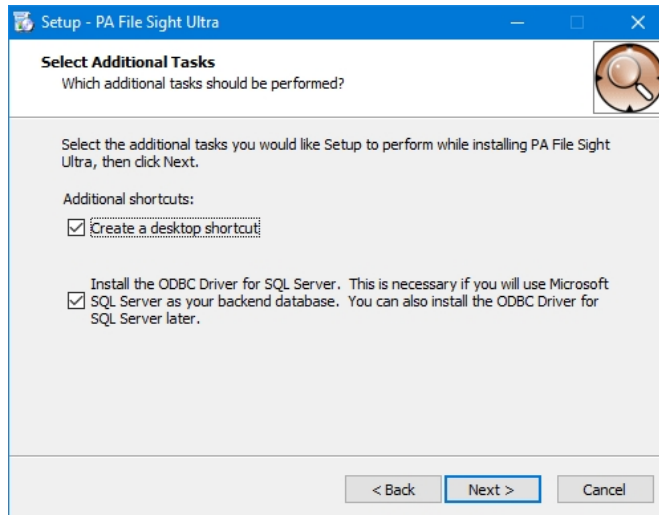 Setup - PA File Sight Ultra
Select Additional Tasks
Which additional tasks should be performed?
Select the additional tasks you would like Setup to perform while installing PA File Sight
Ultra, then click Next.
Additional shortcuts:
Create a desktop shortcut
Install the ODBC Driver for SQL Server.  This is necessary if you will use Microsoft
SQL Server as your backend database.  You can also install the ODBC Driver for
SQL Server later.
< Back
Next >
Cancel